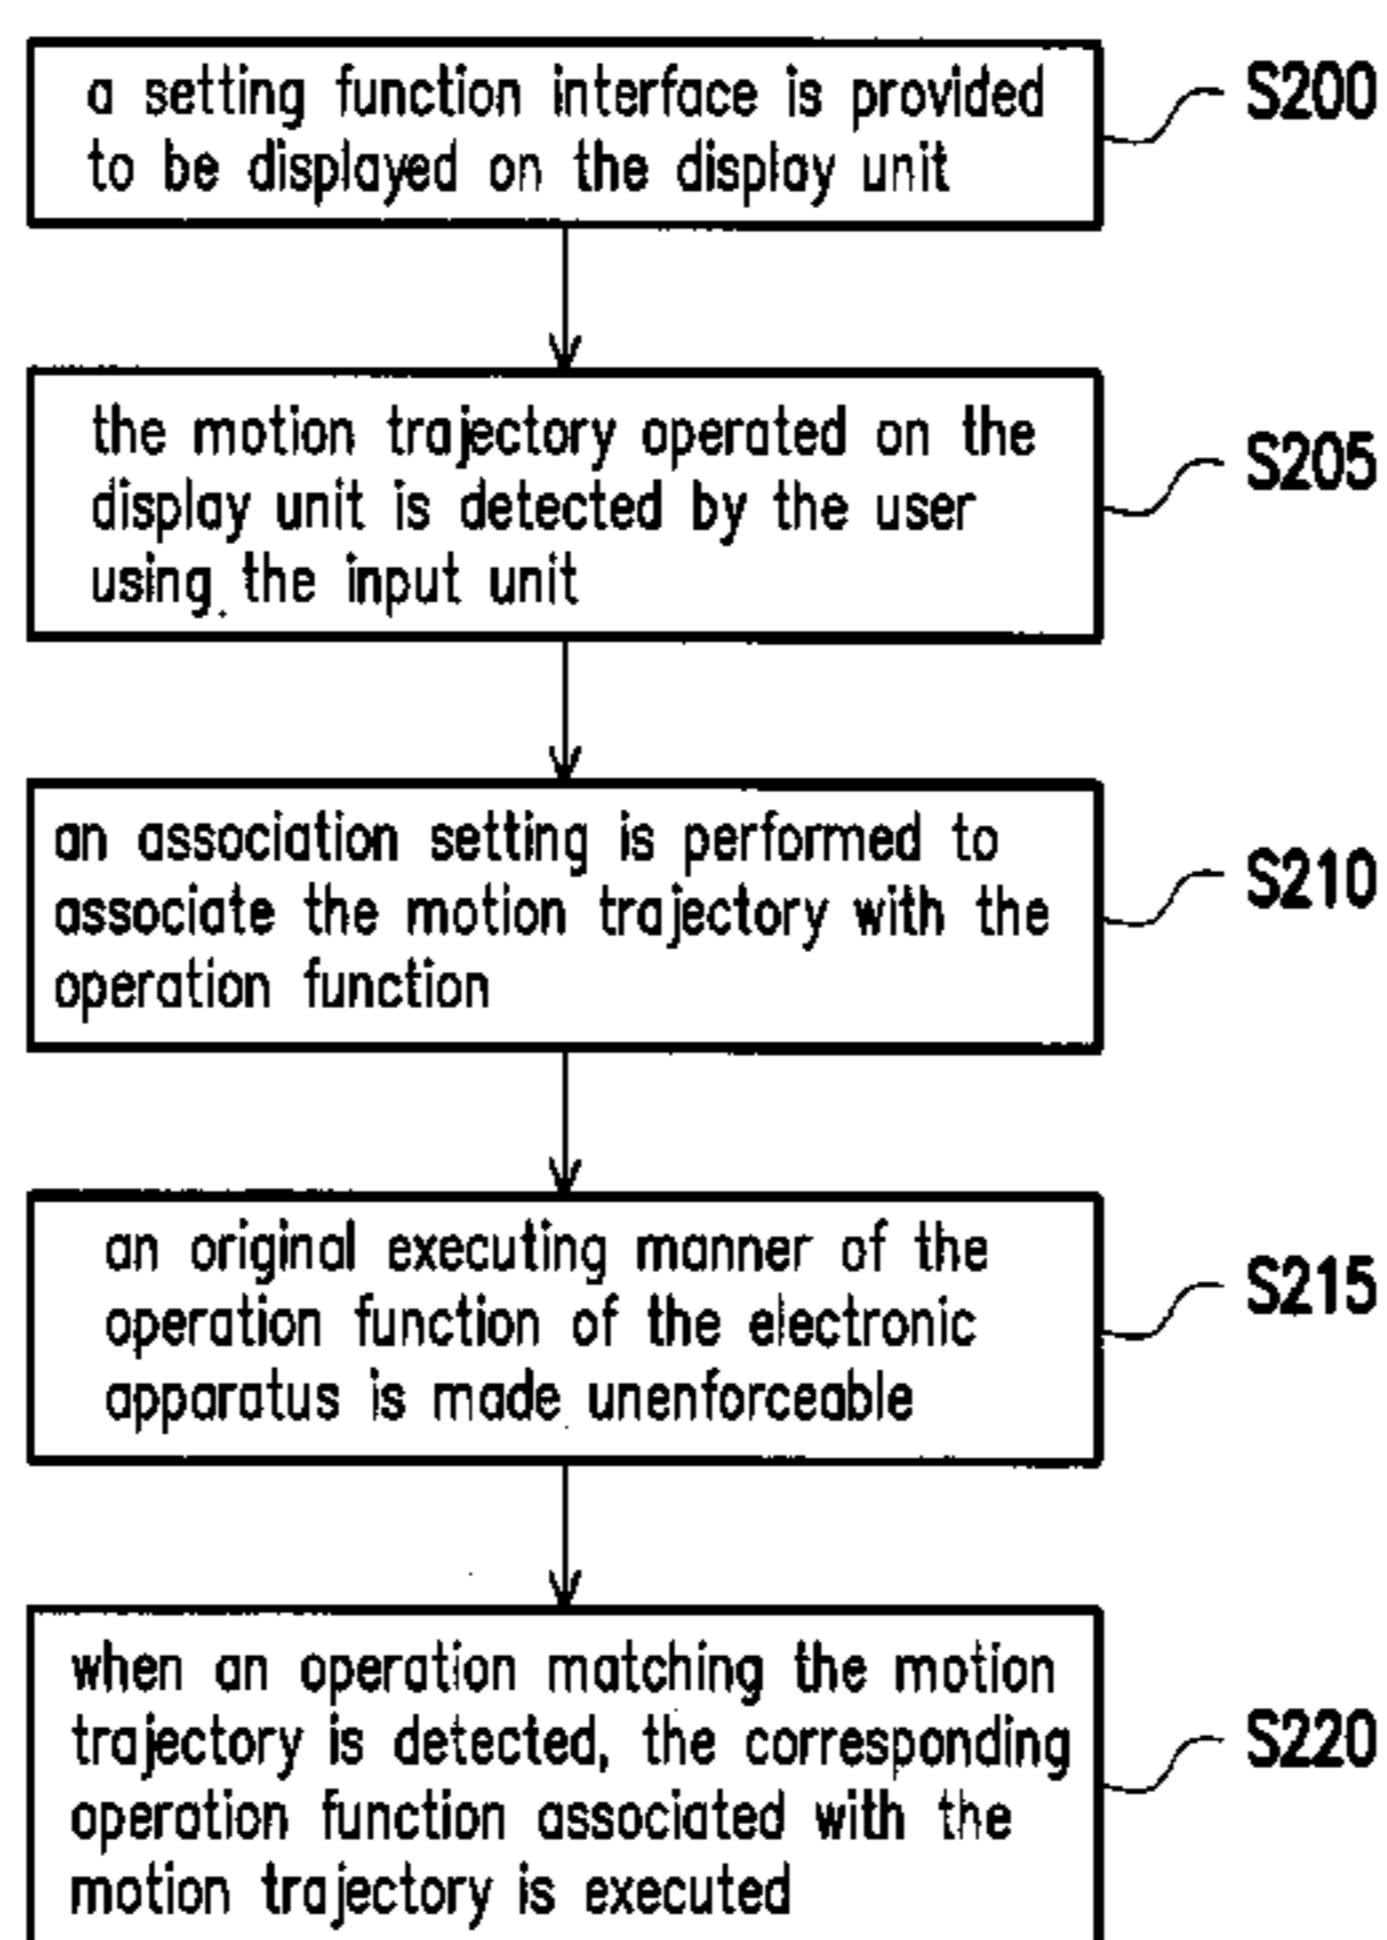 a setting function interface is provided
to be displayed on the display unit
S200
the motion trajectory operated on the
display unit is detected by the user
using the input unit
S205
an association setting is performed to
associate the motion trajectory with the
operation function
S210
an original executing manner of the
operation function of the electronic
apparatus is made unenforceable
S215
when an operation matching the motion
trajectory is detected, the corresponding
operation function associated with the
motion trajectory is executed
S220